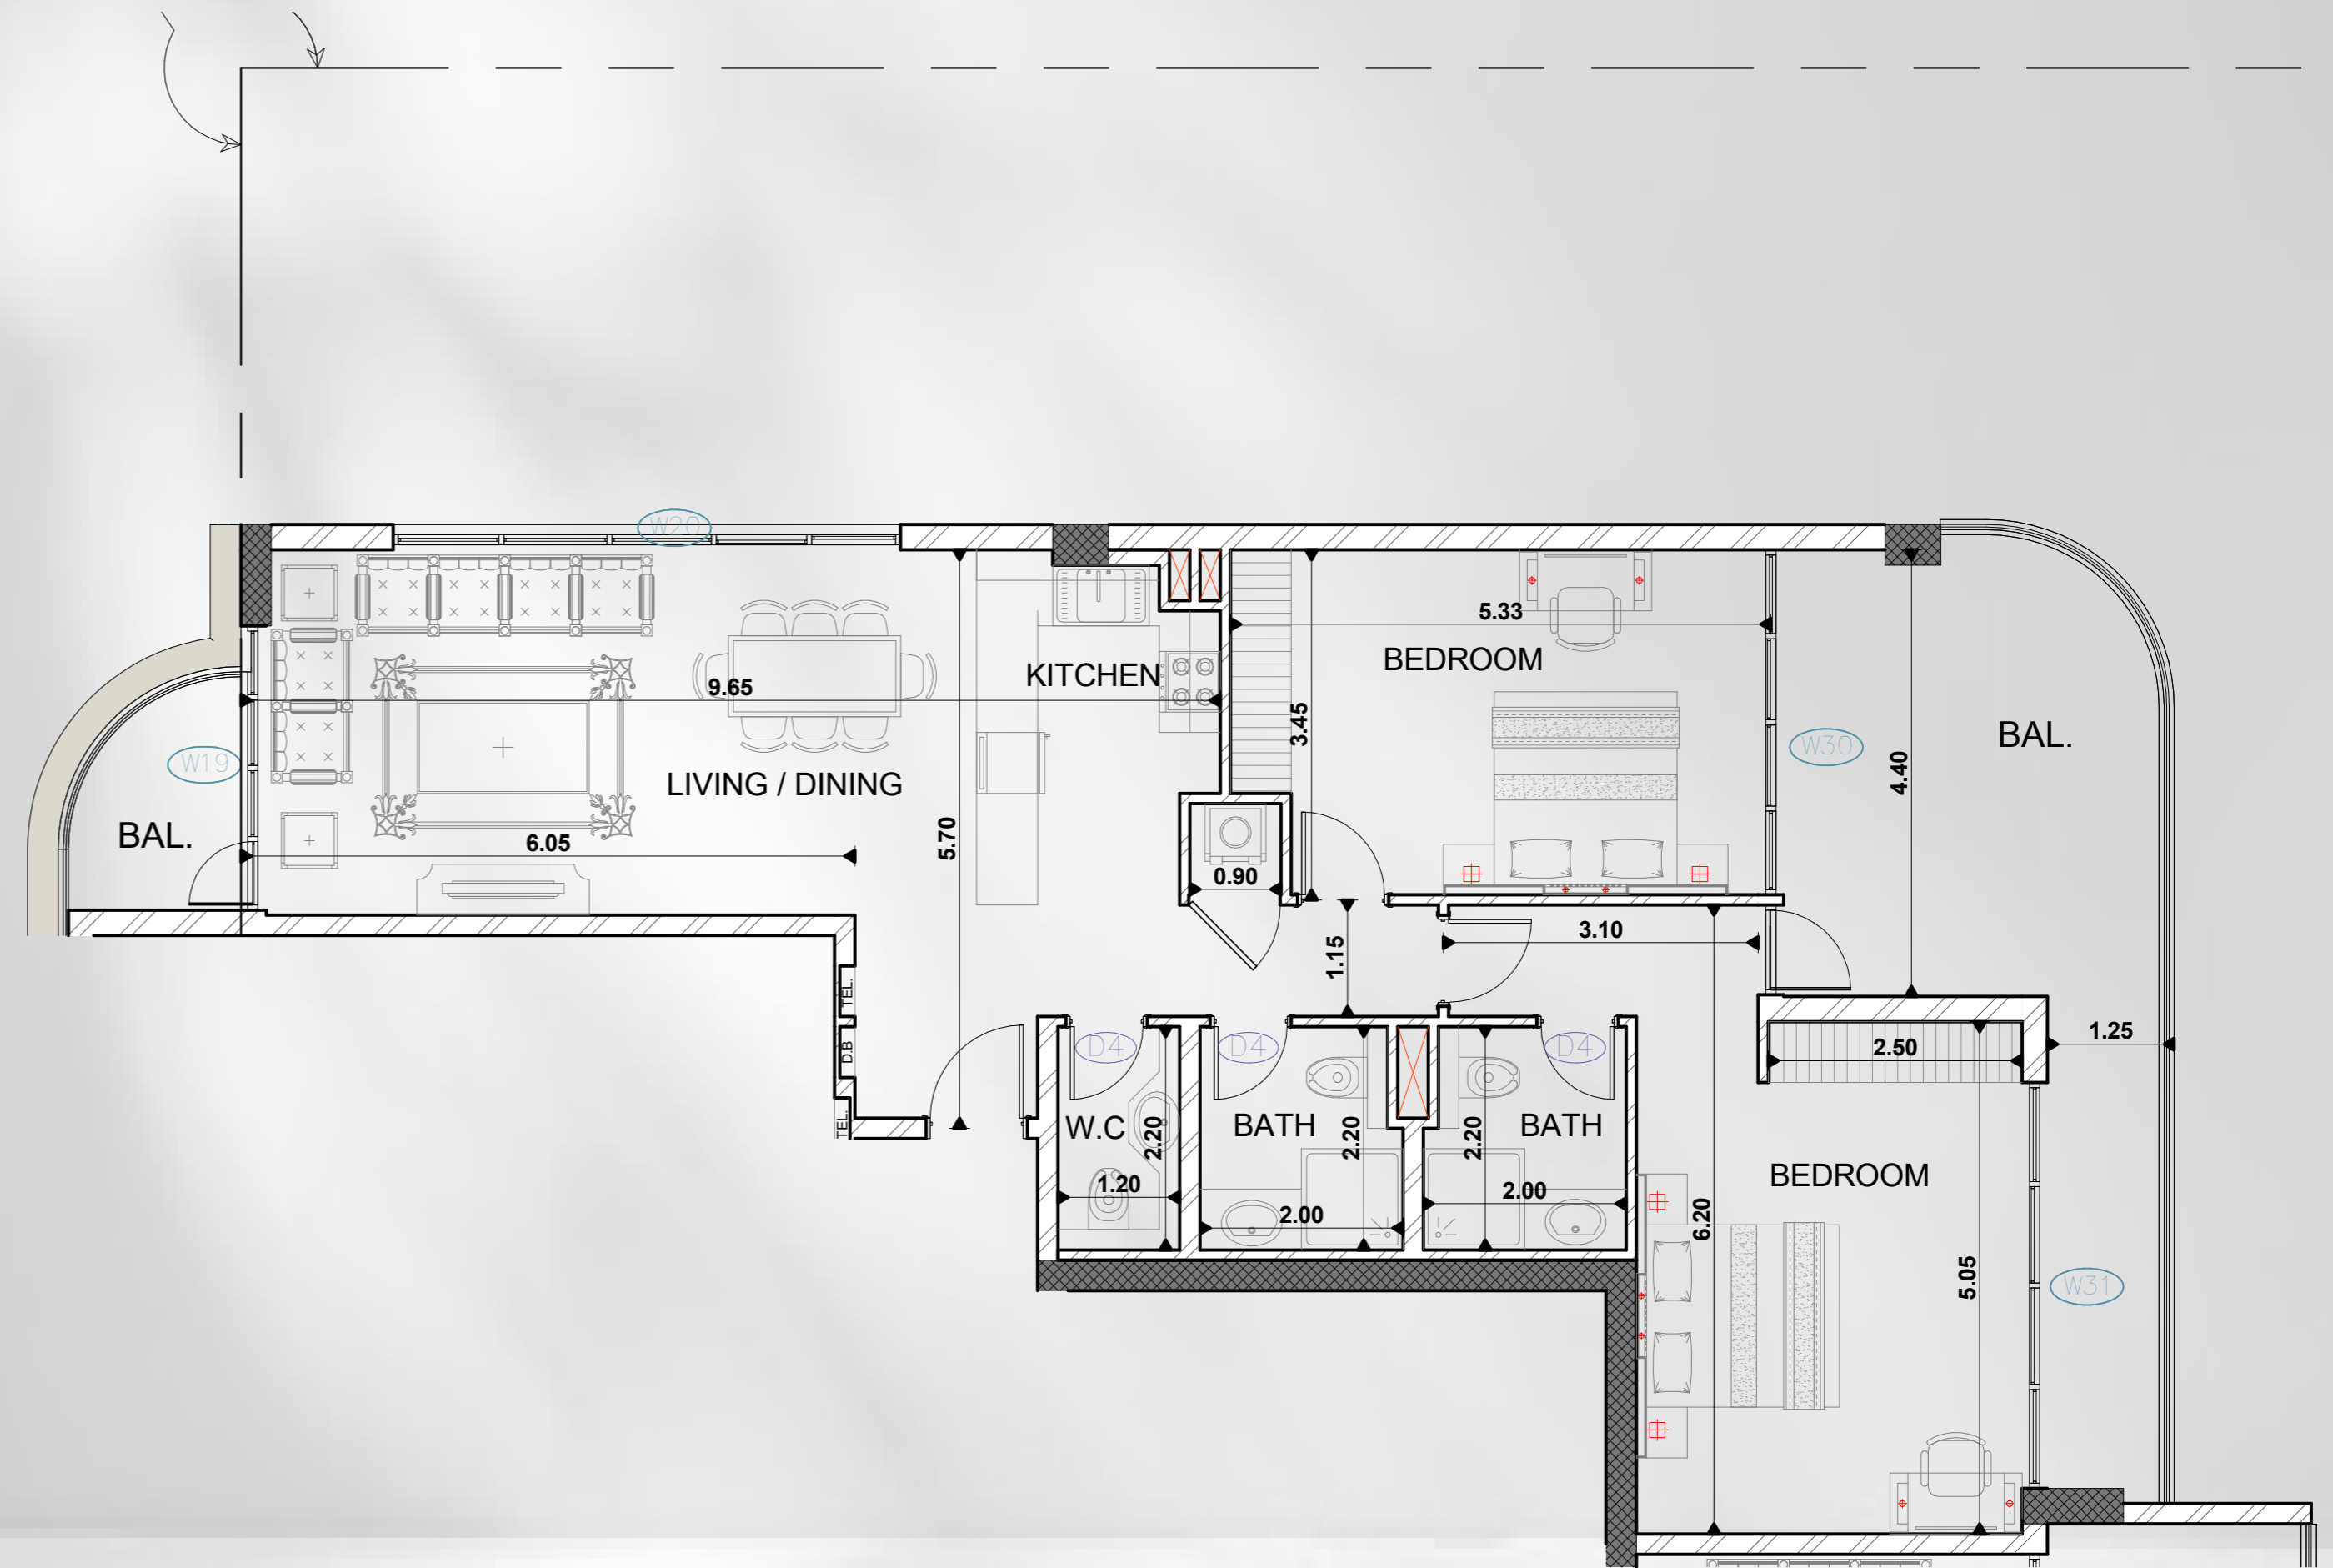 W20
5.33
BEDROOM
KITCHEN
9.65
3.45
W30
BAL.
4.40
W19
LIVING / DINING
BAL.
6.05
5.70
0.90
3.10
1.15
TEL.
D.B
TEL.
D4
D4
D4
2.50
1.25
W.C
2.20
BATH
2.20
2.20
BATH
1.20
2.00
2.00
BEDROOM
6.20
5.05
W31